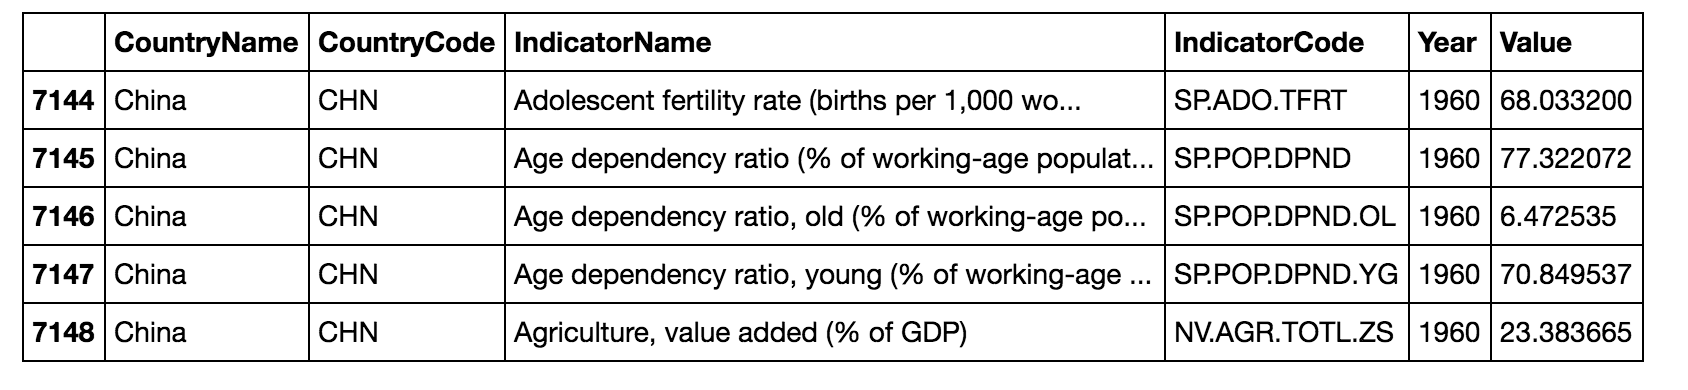 CountryName CountryCode IndicatorName IndicatorCode Year Value
7144 China CHN Adolescent fertility rate (births per 1,000 wo... SP.ADO.TFRT 1960 68.033200
7145 China CHN Age dependency ratio (% of working-age populat... SP.POP.DPND 1960 77.322072
7146 China CHN Age dependency ratio, old (% of working-age po... SP.POP.DPND.OL 1960 6.472535
7147 China CHN Age dependency ratio, young (% of working-age ... SP.POP.DPND.YG 1960 70.849537
7148 China CHN Agriculture, value added (% of GDP) NV.AGR.TOTL.ZS 1960 23.383665